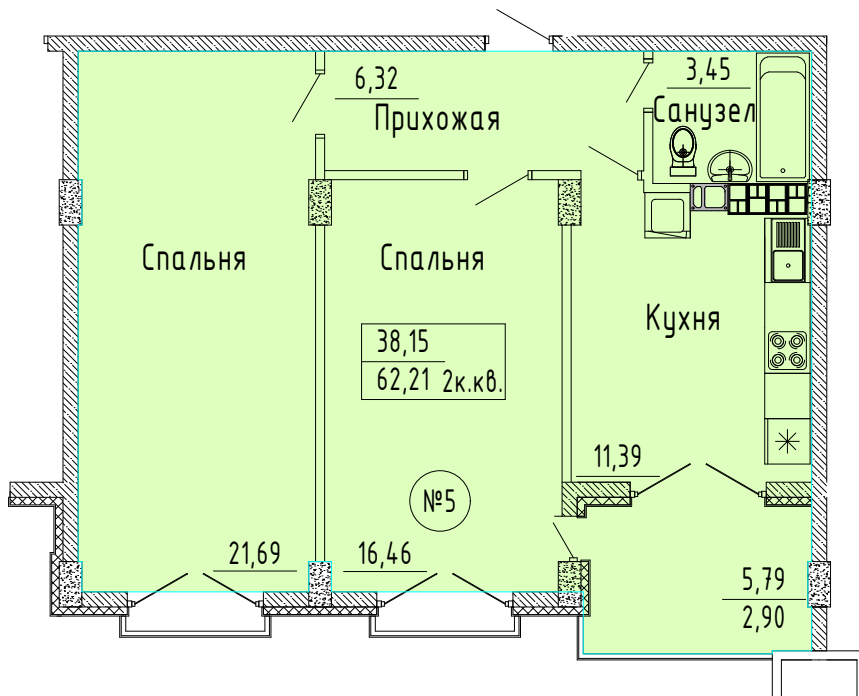 6,32
Прихожая
3,45
Санузел
Спальня
Спальня
Кухня
38,15
62,21 2к.кв.
11,39
№5
21,69
16,46
5,79
2,90